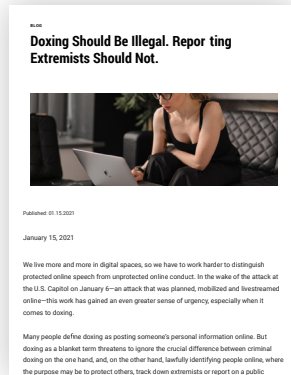 BLOG
Doxing Should Be Illegal. Repor ting
Extremists Should Not.
Published: 01.15.2021
January 15, 2021
We live more and more in digital spaces, so we have to work harder to distinguish
protected online speech from unprotected online conduct. In the wake of the attack at
the U.S. Capitol on January 6—an attack that was planned, mobilized and livestreamed
online—this work has gained an even greater sense of urgency, especially when it
comes to doxing.
Many people define doxing as posting someone's personal information online. But
doxing as a blanket term threatens to ignore the crucial difference between criminal
doxing on the one hand, and, on the other hand, lawfully identifying people online, where
the purpose may be to protect others, track down extremists or report on a public